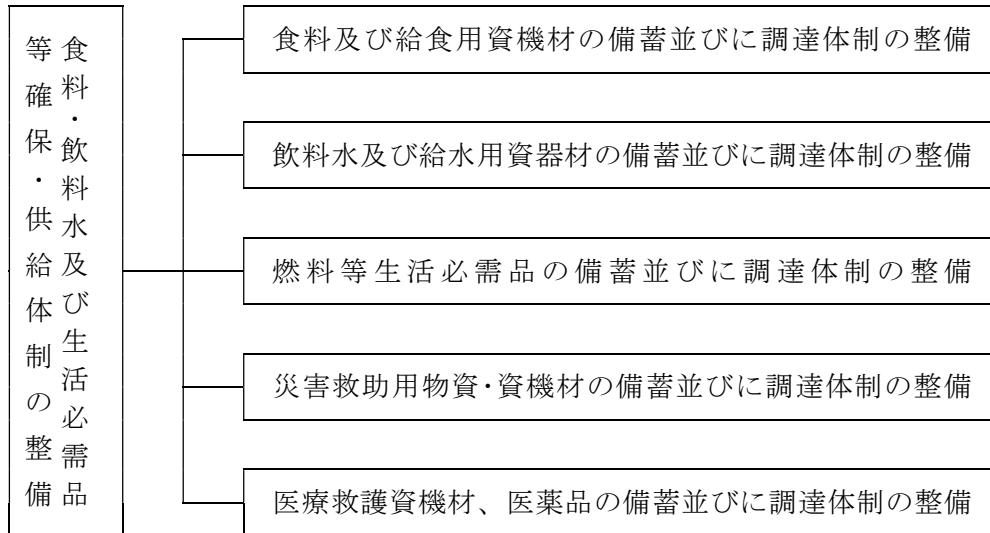 食料・飲料水及び生活必需品
等確保・供給体制の整備
食料及び給食用資機材の備蓄並びに調達体制の整備
飲料水及び給水用資器材の備蓄並びに調達体制の整備
燃料等生活必需品の備蓄並びに調達体制の整備
災害救助用物資・資機材の備蓄並びに調達体制の整備
医療救護資機材、医薬品の備蓄並びに調達体制の整備